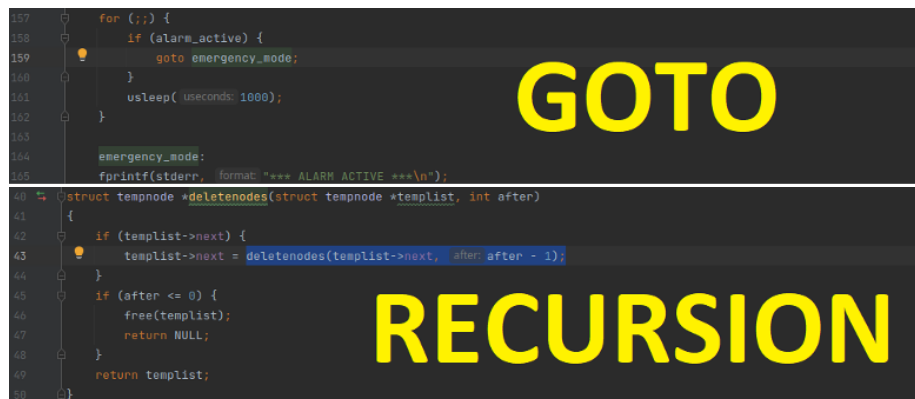 157 for (;;) {
158 if (alarm_active) {
159 goto emergency_mode;
160 }
161 usleep( useconds: 1000);
162 }
163
164 emergency_mode:
165 fprintf(stderr, format: "*** ALARM ACTIVE ***\n");
GOTO
40 struct tempnode *deletenodes(struct tempnode *templist, int after)
41 {
42 if (templist->next) {
43 templist->next = deletenodes(templist->next, after: after - 1);
44 }
45 if (after <= 0) {
46 free(templist);
47 return NULL;
48 }
49 return templist;
50 }
RECURSION